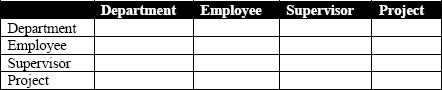 Department Employee Supervisor Project
Department
Employee
Supervisor
Project